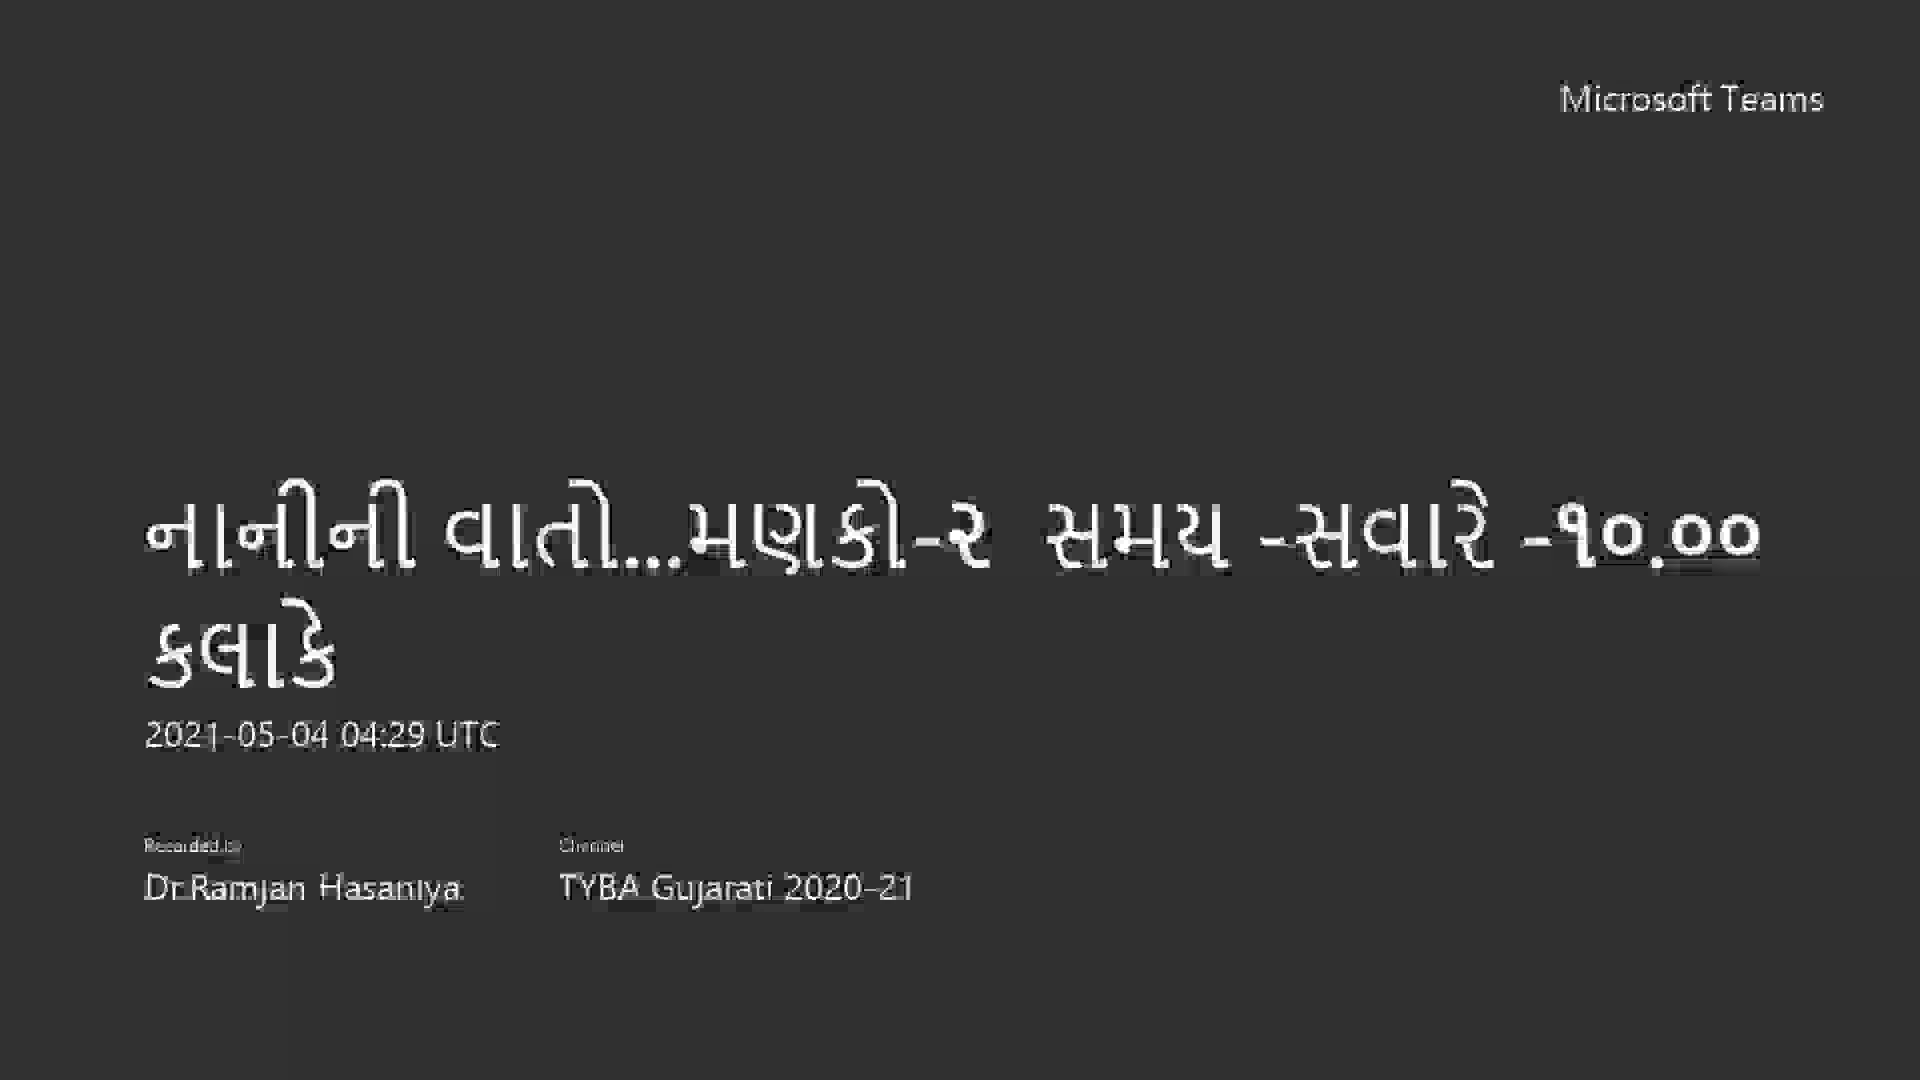 Microsoft Teams
નાનીની વાતો...મણકો-૨  સમય -સવારે -૧૦.૦૦
કલાકે
2021-05-04 04:29 UTC
Recorded by
Channel
Dr.Ramjan Hasaniya.
TYBA Gujarati 2020-21